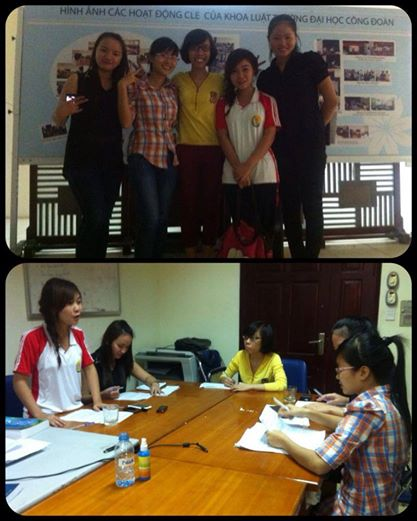 HÌNH ẢNH CÁC HOẠT ĐỘNG CLE CỦA KHOA LUẬT TRƯỜNG ĐẠI HỌC CÔNG ĐOÀN